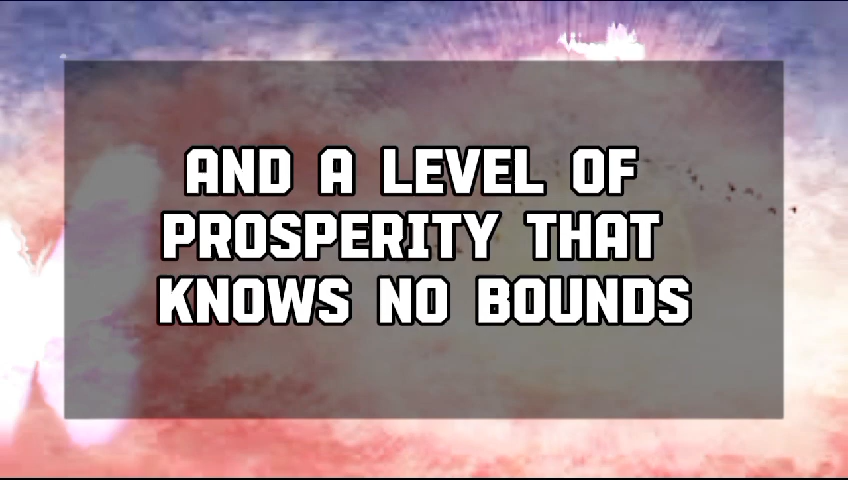 AND A LEVEL OF
PROSPERITY THAT
KNOWS NO BOUNDS